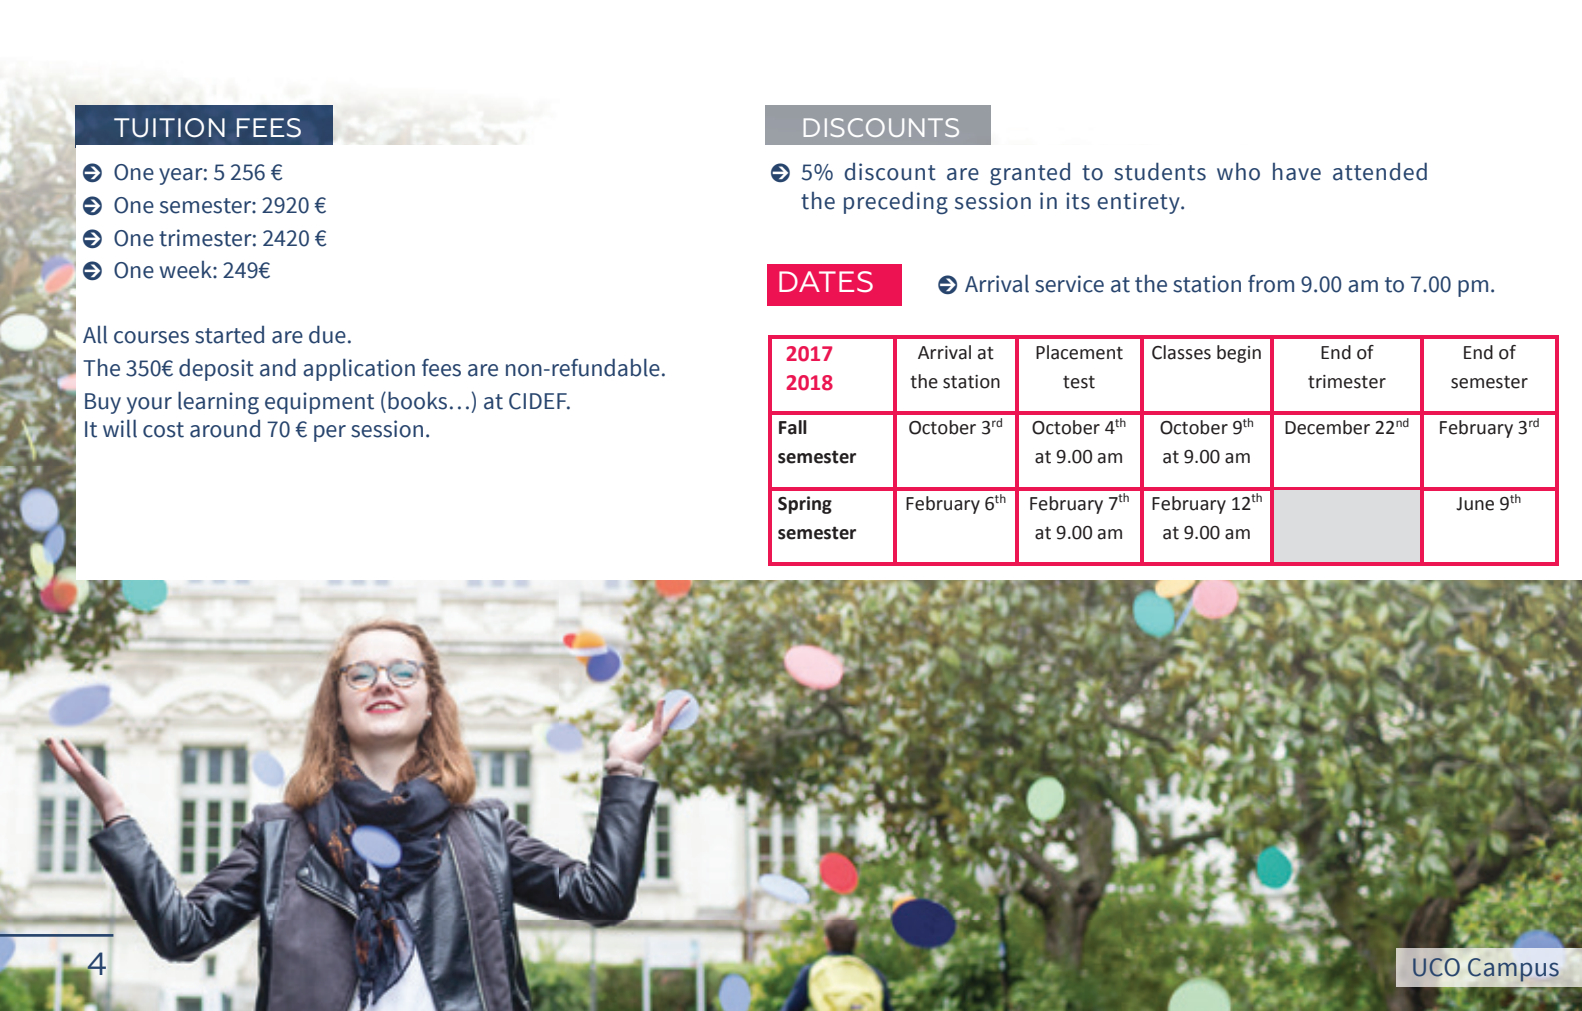 TUITION FEES
One year: 5 256 €
One semester: 2920 €
One trimester: 2420 €
One week: 249€
All courses started are due.
The 350€ deposit and application fees are non-refundable.
Buy your learning equipment (books…) at CIDEF.
It will cost around 70 € per session.
DISCOUNTS
5% discount are granted to students who have attended
the preceding session in its entirety.
DATES
Arrival service at the station from 9.00 am to 7.00 pm.
2017 Arrival at Placement Classes begin End of End of
2018 the station test trimester semester
Fall October 3rd October 4th October 9th December 22nd February 3rd
semester at 9.00 am at 9.00 am
Spring February 6th February 7th February 12th June 9th
semester at 9.00 am at 9.00 am
4
UCO Campus